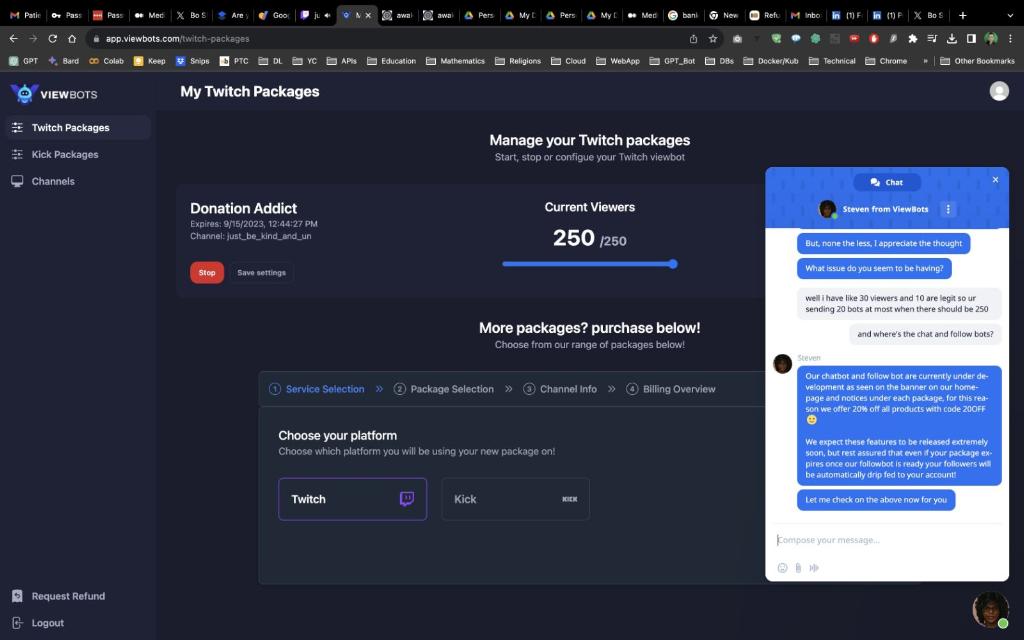 Patie
Pass
Pass
Medi
Bo S
Are y
Goog
ju
M
awal
awal
Pers
My D
Pers
My D
Medi
bank
New
Refu
Inbo
(1) F
(1) P
Bo S
app.viewbots.com/twitch-packages
GPT
Bard
Colab
Keep
Snips
PTC
DL
YC
APIs
Education
Mathematics
Religions
Cloud
WebApp
GPT_Bot
DBs
Docker/Kub
Technical
Chrome
»
Other Bookmarks
VIEWBOTS
My Twitch Packages
Twitch Packages
Kick Packages
Channels
Manage your Twitch packages
Start, stop or configue your Twitch viewbot
Donation Addict
Expires: 9/15/2023, 12:44:27 PM
Channel: just_be_kind_and_un
Stop
Save settings
Current Viewers
250 /250
More packages? purchase below!
Choose from our range of packages below!
1 Service Selection » 2 Package Selection » 3 Channel Info » 4 Billing Overview
Choose your platform
Choose which platform you will be using your new package on!
Twitch
Kick
KICK
Request Refund
Logout
Chat
Steven from ViewBots
But, none the less, I appreciate the thought
What issue do you seem to be having?
well i have like 30 viewers and 10 are legit so ur
sending 20 bots at most when there should be 250
and where's the chat and follow bots?
Steven
Our chatbot and follow bot are currently under de-
velopment as seen on the banner on our home-
page and notices under each package, for this rea-
son we offer 20% off all products with code 20OFF
🙂
We expect these features to be released extremely
soon, but rest assured that even if your package ex-
pires once our followbot is ready your followers will
be automatically drip fed to your account!
Let me check on the above now for you
Compose your message...